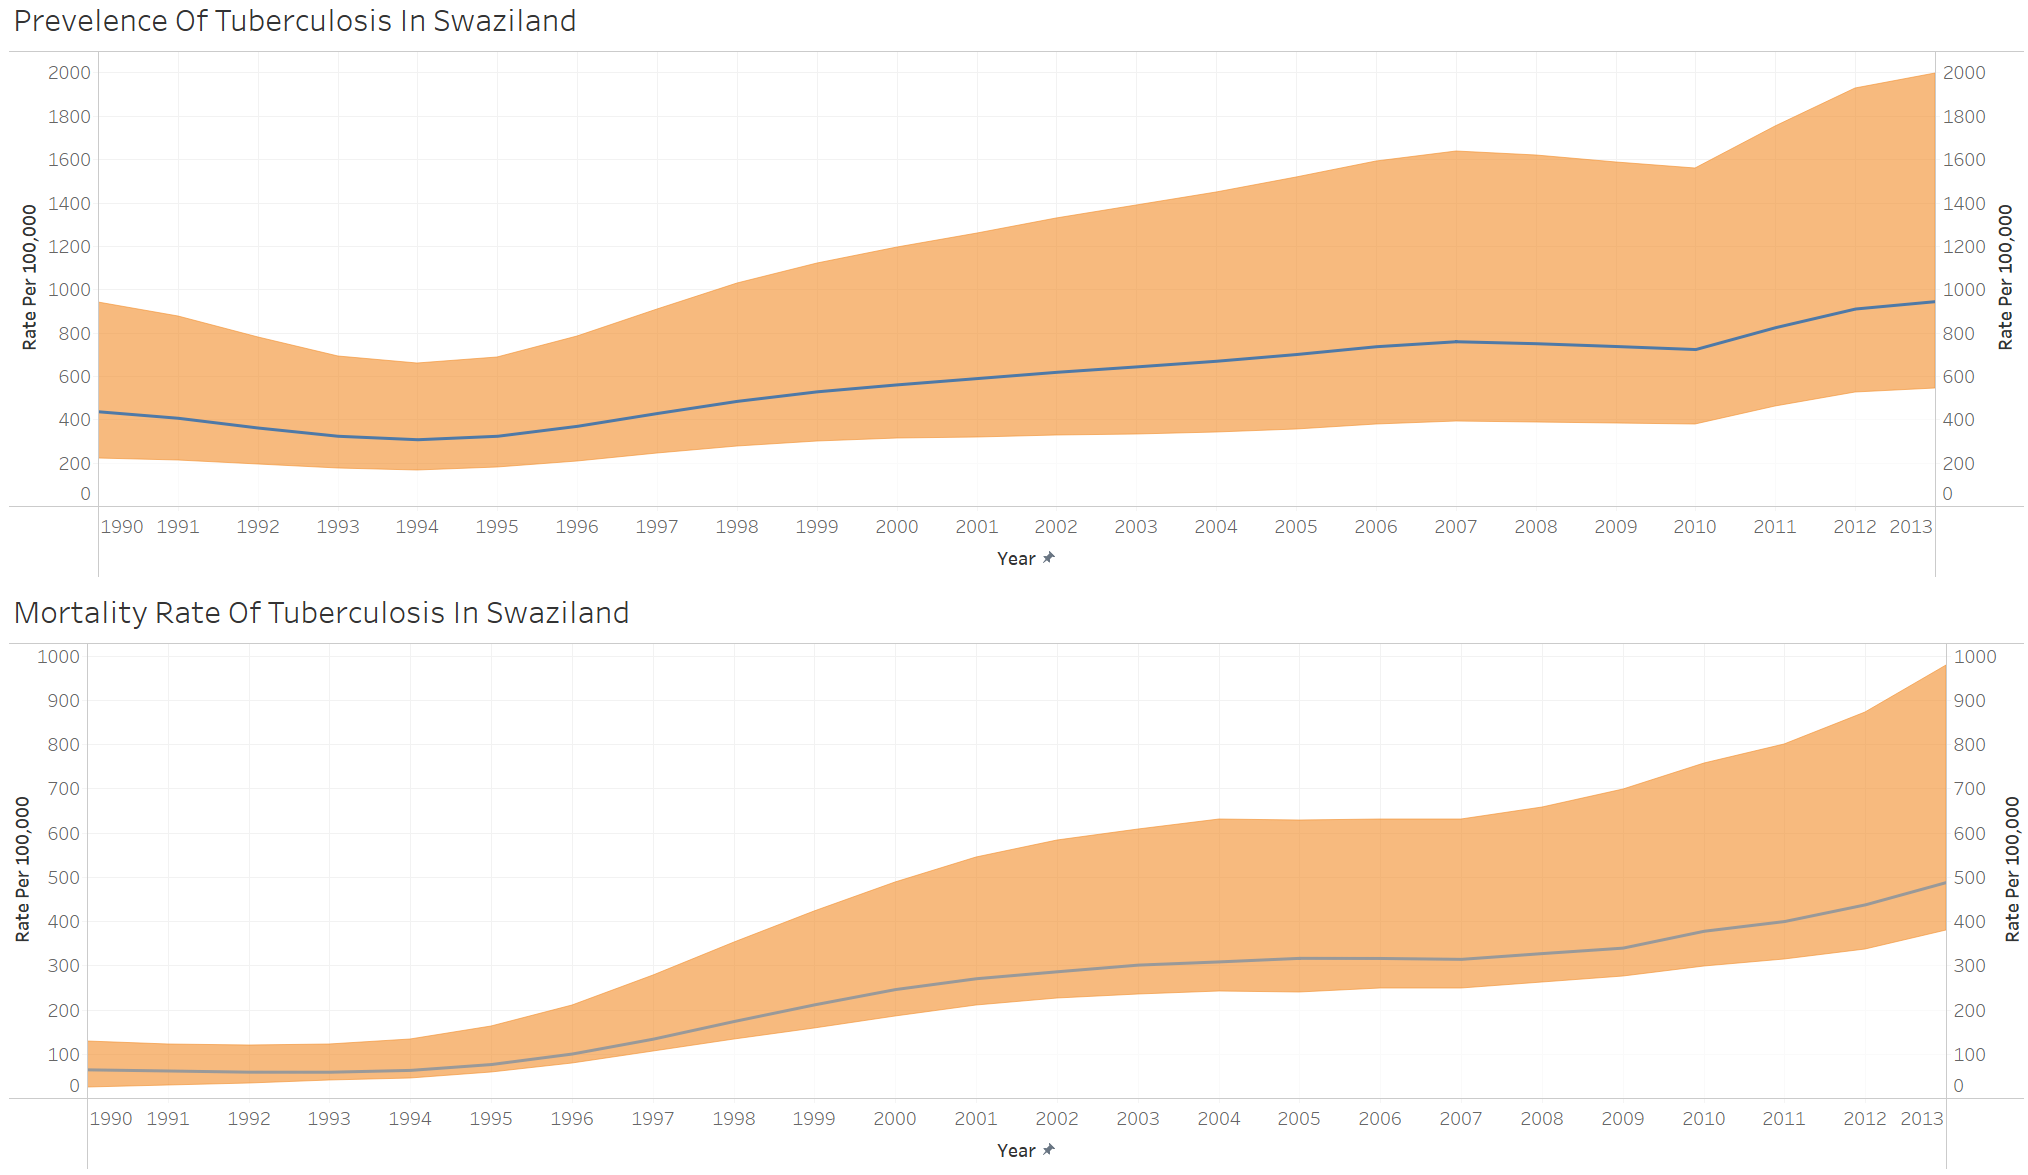 Prevelence Of Tuberculosis In Swaziland
2000 2000
1800 1800
1600 1600
1400 1400
1200 1200
1000 1000
800 800
600 600
400 400
200 200
0 0
Rate Per 100,000 Rate Per 100,000
1990 1991 1992 1993 1994 1995 1996 1997 1998 1999 2000 2001 2002 2003 2004 2005 2006 2007 2008 2009 2010 2011 2012 2013
Year
Mortality Rate Of Tuberculosis In Swaziland
1000 1000
900 900
800 800
700 700
600 600
500 500
400 400
300 300
200 200
100 100
0 0
Rate Per 100,000 Rate Per 100,000
1990 1991 1992 1993 1994 1995 1996 1997 1998 1999 2000 2001 2002 2003 2004 2005 2006 2007 2008 2009 2010 2011 2012 2013
Year